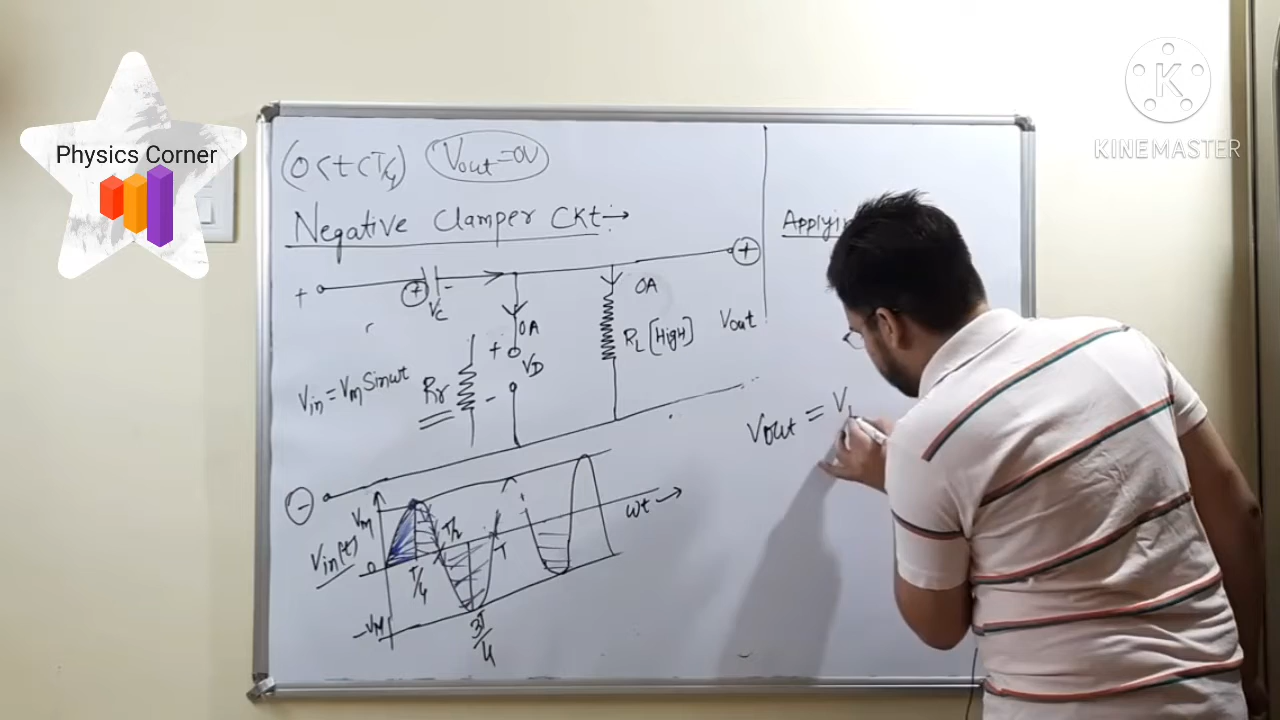 Physics Corner
KINEMASTER
(0<t<T/4) Vout=0V
Negative Clamper CKt:→
+
+
-
Vc
+
0A
0A
+
VD
-
RL [High]
Vout
Vin = Vm Sinωt
Rr
-
Vm
Vin(t)
0
-Vm
T/4
T/2
3T/4
T
ωt →
Vout = V